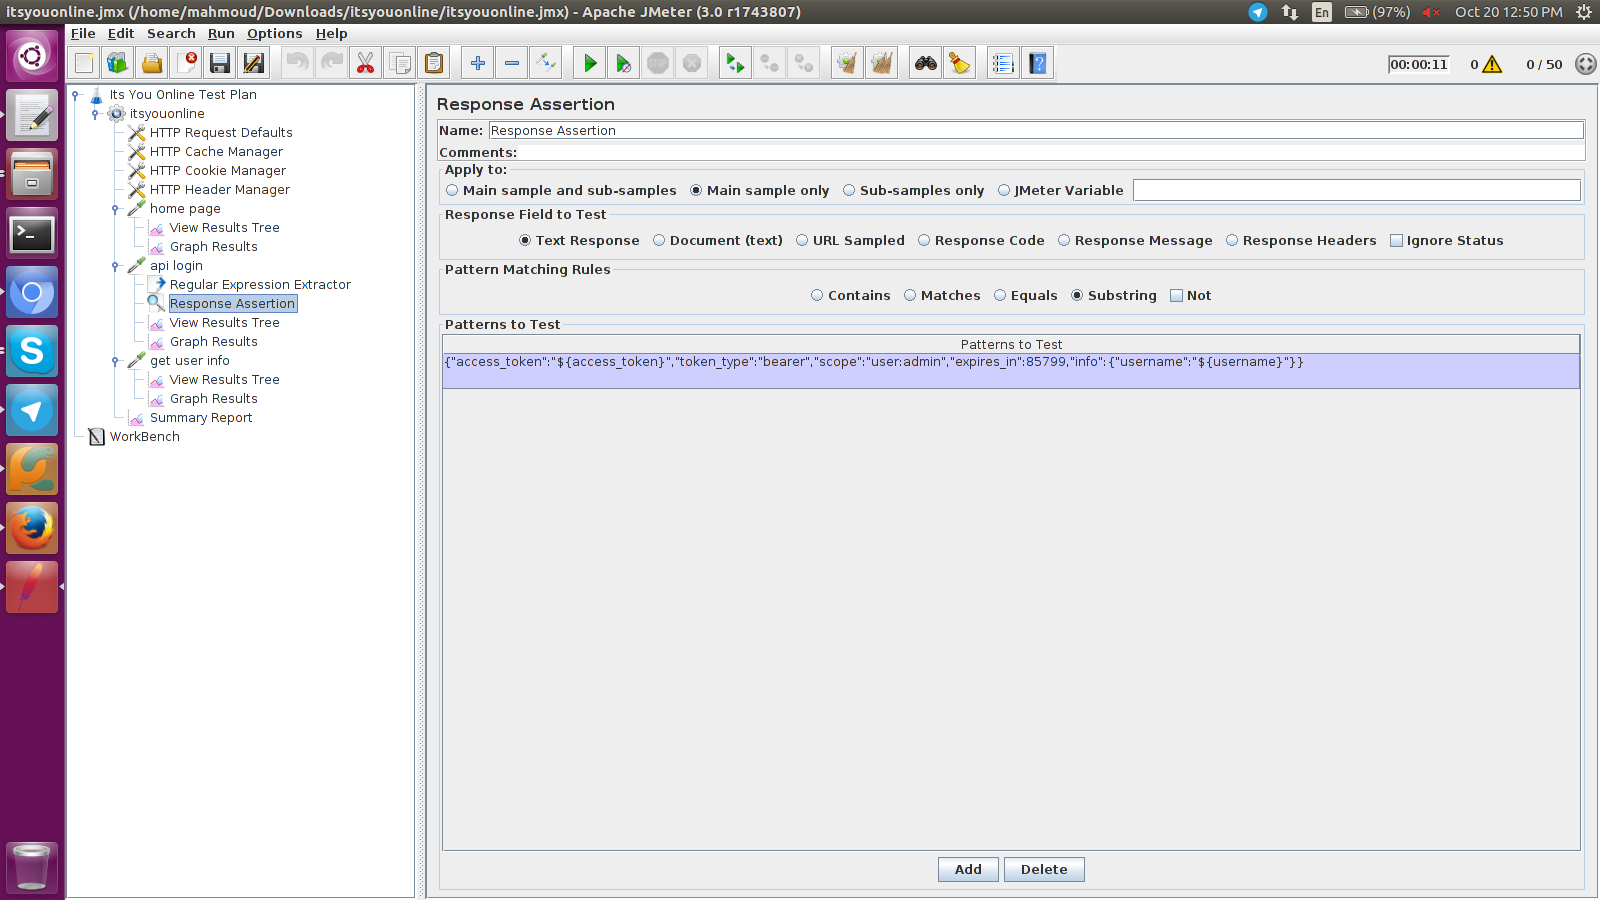 itsyouonline.jmx (/home/mahmoud/Downloads/itsyouonline/itsyouonline.jmx) - Apache JMeter (3.0 r1743807)
En (97%) Oct 20 12:50 PM
File Edit Search Run Options Help
STOP
00:00:11 0 0 / 50
Its You Online Test Plan
itsyouonline
HTTP Request Defaults
HTTP Cache Manager
HTTP Cookie Manager
HTTP Header Manager
home page
View Results Tree
Graph Results
api login
Regular Expression Extractor
Response Assertion
View Results Tree
Graph Results
get user info
View Results Tree
Graph Results
Summary Report
WorkBench
Response Assertion
Name: Response Assertion
Comments:
Apply to:
Main sample and sub-samples Main sample only Sub-samples only JMeter Variable
Response Field to Test
Text Response Document (text) URL Sampled Response Code Response Message Response Headers Ignore Status
Pattern Matching Rules
Contains Matches Equals Substring Not
Patterns to Test
Patterns to Test
{"access_token":"${access_token}","token_type":"bearer","scope":"user:admin","expires_in":85799,"info":{"username":"${username}"}}
Add Delete